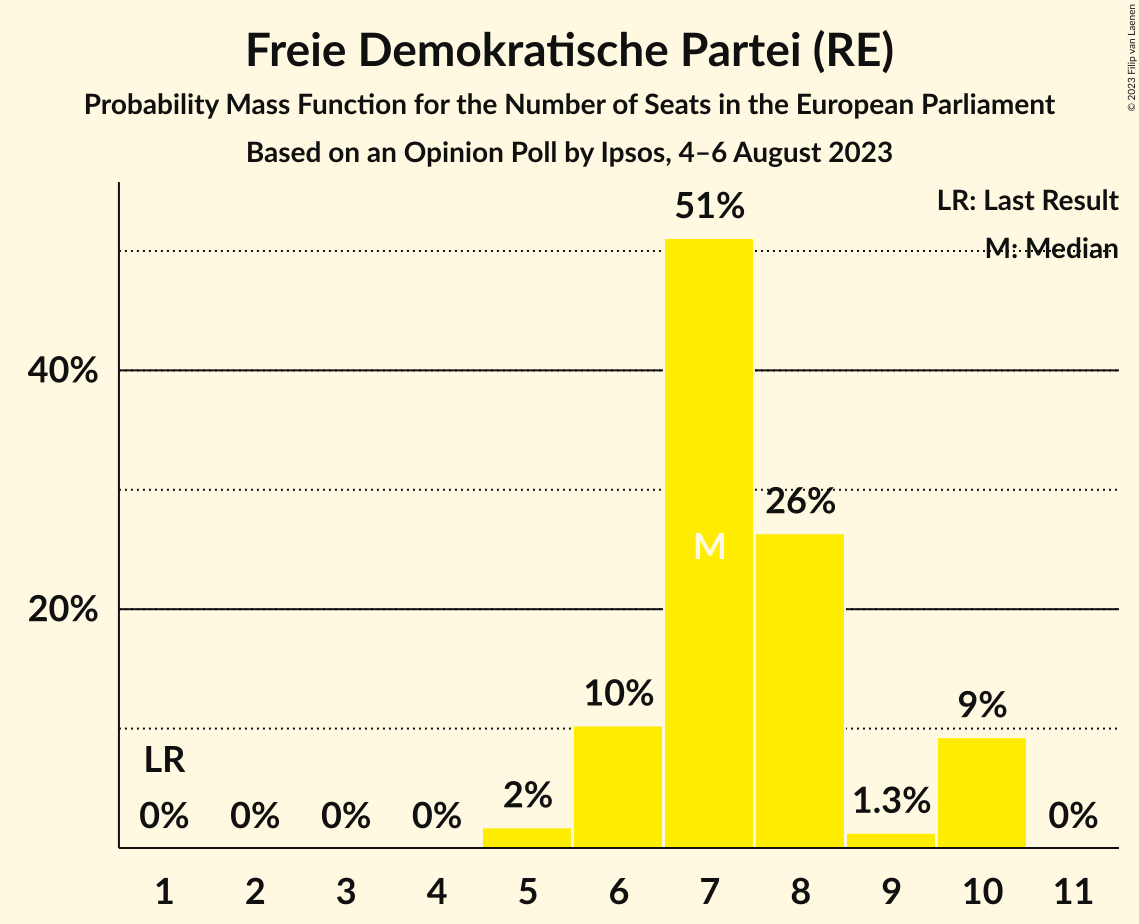 Freie Demokratische Partei (RE)
Probability Mass Function for the Number of Seats in the European Parliament
Based on an Opinion Poll by Ipsos, 4–6 August 2023
© 2023 Filip van Laenen
LR: Last Result
M: Median
51%
40%
26%
M
20%
10%
9%
LR
2%
1.3%
0%
0%
0%
0%
0%
1 2 3 4 5 6 7 8 9 10 11